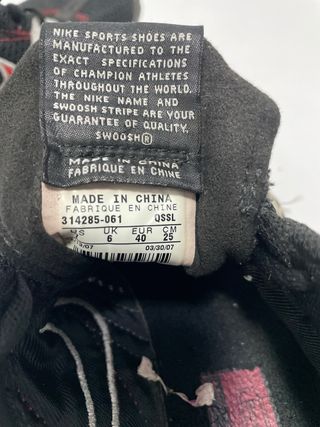 NIKE SPORTS SHOES ARE
MANUFACTURED TO THE
EXACT SPECIFICATIONS
OF CHAMPION ATHLETES
THROUGHOUT THE WORLD.
THE NIKE NAME AND
SWOOSH STRIPE ARE YOUR
GUARANTEE OF QUALITY.
SWOOSH®
MADE IN CHINA
FABRIQUE EN CHINE
MADE IN CHINA
FABRIQUE EN CHINE
314285-061 QSSL
UK EUR CM
6 40 25
03/30/07